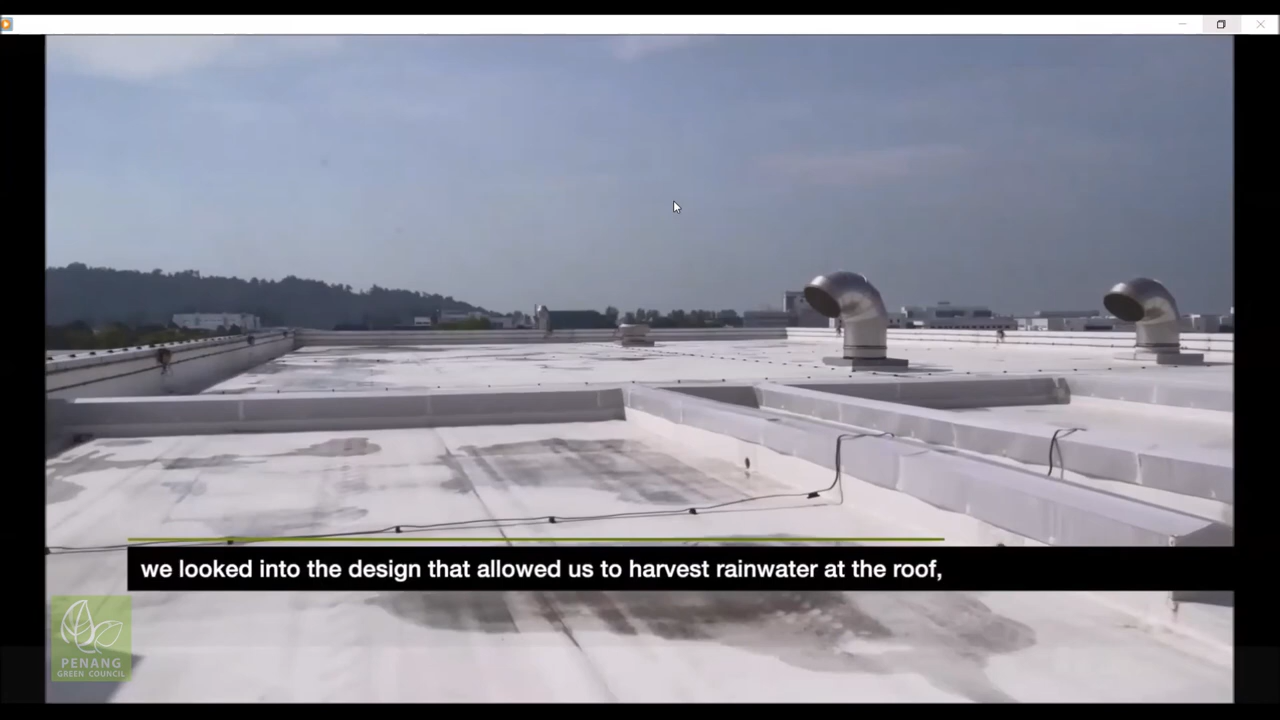 we looked into the design that allowed us to harvest rainwater at the roof,
PENANG
GREEN COUNCIL